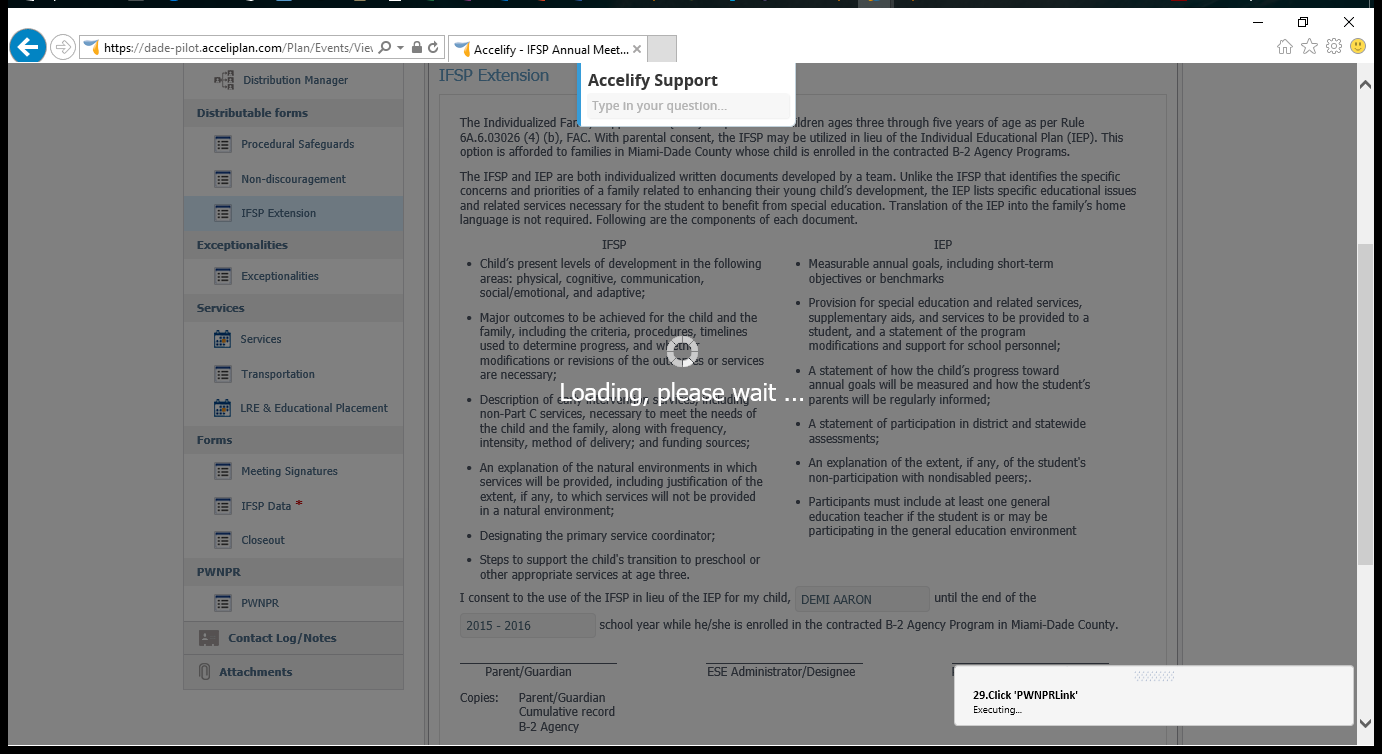 https://dade-pilot.acceliplan.com/Plan/Events/Viev
Accelify - IFSP Annual Meet...
Accelify Support
Type in your question...
Distribution Manager
Distributable forms
Procedural Safeguards
Non-discouragement
IFSP Extension
Exceptionalities
Exceptionalities
Services
Services
Transportation
LRE & Educational Placement
Forms
Meeting Signatures
IFSP Data *
Closeout
PWNPR
PWNPR
Contact Log/Notes
Attachments
IFSP Extension
The Individualized Fam
ldren ages three through five years of age as per Rule
6A.6.03026 (4) (b), FAC. With parental consent, the IFSP may be utilized in lieu of the Individual Educational Plan (IEP). This
option is afforded to families in Miami-Dade County whose child is enrolled in the contracted B-2 Agency Programs.
The IFSP and IEP are both individualized written documents developed by a team. Unlike the IFSP that identifies the specific
concerns and priorities of a family related to enhancing their young child's development, the IEP lists specific educational issues
and related services necessary for the student to benefit from special education. Translation of the IEP into the family's home
language is not required. Following are the components of each document.
IFSP
• Child's present levels of development in the following
areas: physical, cognitive, communication,
social/emotional, and adaptive;
• Major outcomes to be achieved for the child and the
family, including the criteria, procedures, timelines
used to determine progress, and whether
modifications or revisions of the outcomes or services
are necessary;
• Description of early intervention services, including
non-Part C services, necessary to meet the needs of
the child and the family, along with frequency,
intensity, method of delivery; and funding sources;
• An explanation of the natural environments in which
services will be provided, including justification of the
extent, if any, to which services will not be provided
in a natural environment;
• Designating the primary service coordinator;
• Steps to support the child's transition to preschool or
other appropriate services at age three.
IEP
• Measurable annual goals, including short-term
objectives or benchmarks
• Provision for special education and related services,
supplementary aids, and services to be provided to a
student, and a statement of the program
modifications and support for school personnel;
• A statement of how the child's progress toward
annual goals will be measured and how the student's
parents will be regularly informed;
• A statement of participation in district and statewide
assessments;
• An explanation of the extent, if any, of the student's
non-participation with nondisabled peers;.
• Participants must include at least one general
education teacher if the student is or may be
participating in the general education environment
Loading, please wait ...
I consent to the use of the IFSP in lieu of the IEP for my child, DEMI AARON until the end of the
2015 - 2016 school year while he/she is enrolled in the contracted B-2 Agency Program in Miami-Dade County.
Parent/Guardian
ESE Administrator/Designee
Copies: Parent/Guardian
Cumulative record
B-2 Agency
29.Click 'PWNPRLink'
Executing...